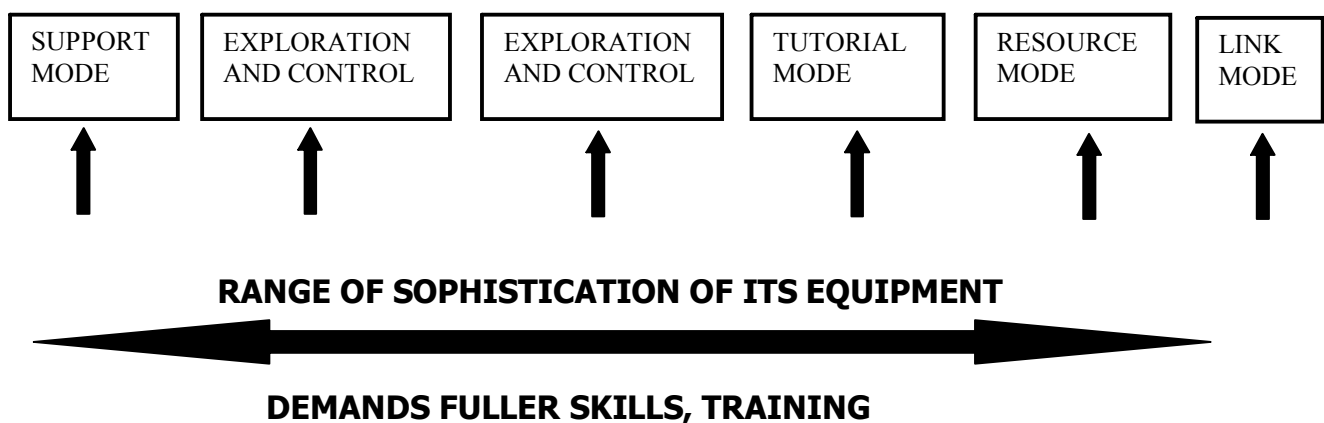 SUPPORT
MODE
EXPLORATION
AND CONTROL
EXPLORATION
AND CONTROL
TUTORIAL
MODE
RESOURCE
MODE
LINK
MODE
RANGE OF SOPHISTICATION OF ITS EQUIPMENT
DEMANDS FULLER SKILLS, TRAINING